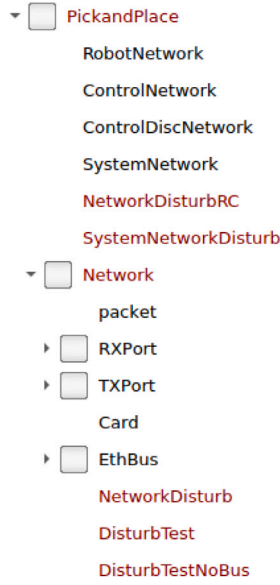 PickandPlace
RobotNetwork
ControlNetwork
ControlDiscNetwork
SystemNetwork
NetworkDisturbRC
SystemNetworkDisturb
Network
packet
RXPort
TXPort
Card
EthBus
NetworkDisturb
DisturbTest
DisturbTestNoBus